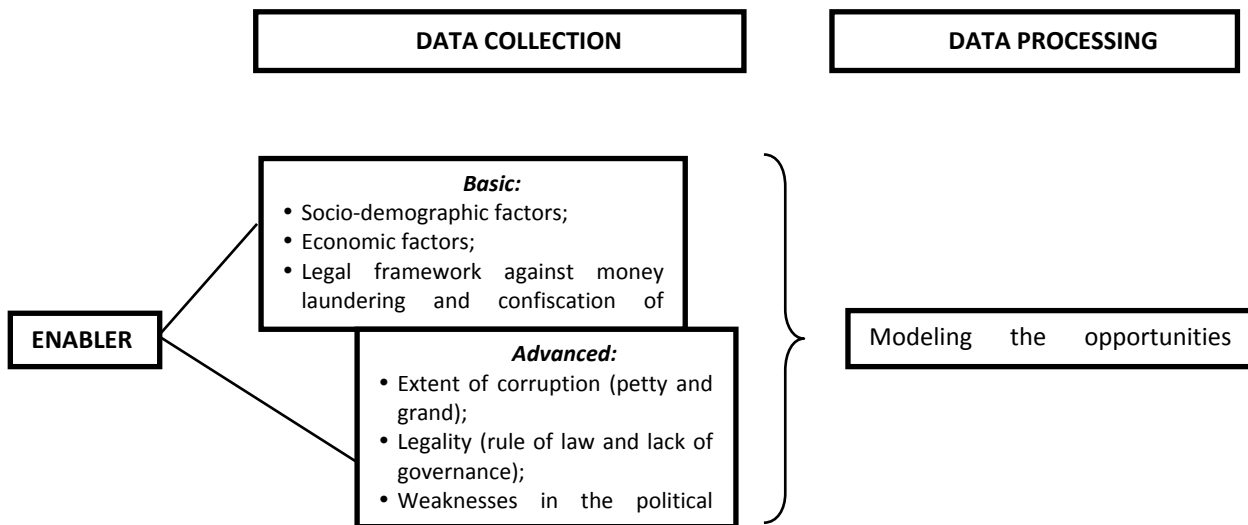 DATA COLLECTION
DATA PROCESSING
Basic:
• Socio-demographic factors;
• Economic factors;
• Legal framework against money
laundering and confiscation of
ENABLER
Advanced:
• Extent of corruption (petty and
grand);
• Legality (rule of law and lack of
governance);
• Weaknesses in the political
Modeling the opportunities